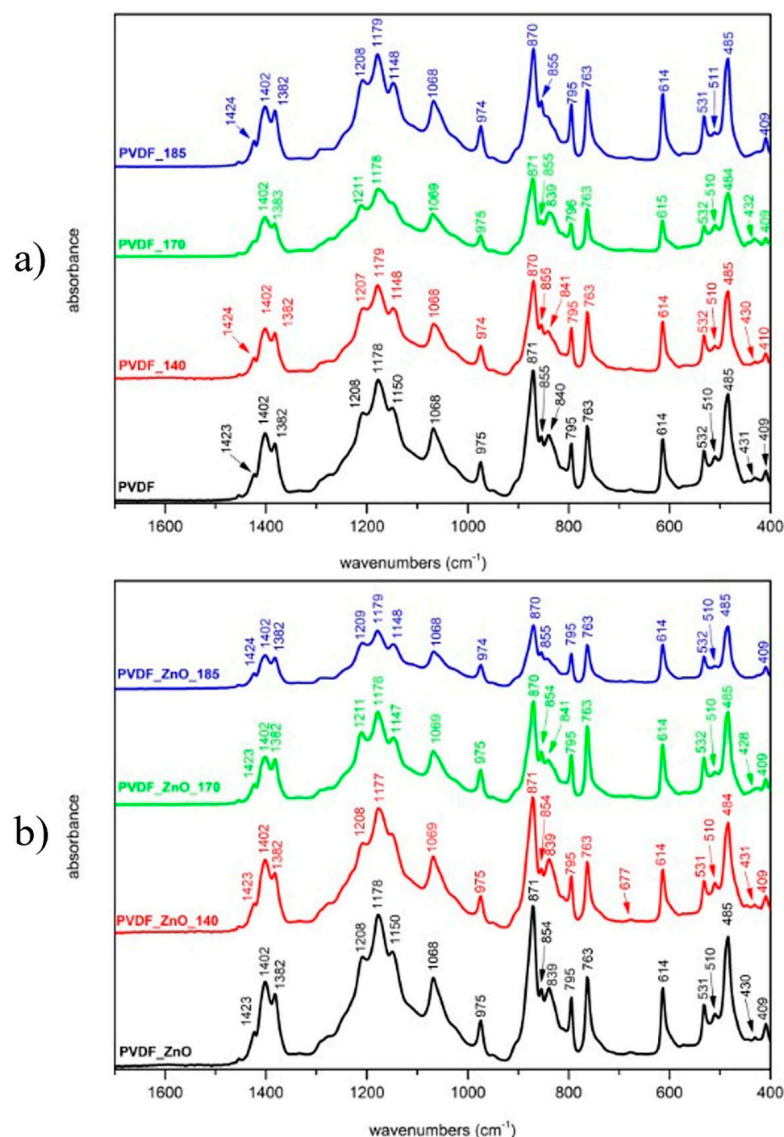 a)
absorbance
1424 1402 1382 1208 1179 1148 1068 974 870 855 795 763 614 531 511 485 409
PVDF_185
1402 1383 1211 1178 1069 975 871 855 839 796 763 615 532 510 484 432 409
PVDF_170
1424 1402 1382 1207 1179 1148 1068 974 870 855 841 795 763 614 532 510 485 430 410
PVDF_140
1423 1402 1382 1208 1178 1150 1068 975 871 855 840 795 763 614 532 510 485 431 409
PVDF
1600 1400 1200 1000 800 600 400
wavenumbers (cm⁻¹)
b)
absorbance
1424 1402 1382 1209 1179 1148 1068 974 870 855 795 763 614 532 510 485 409
PVDF_ZnO_185
1423 1402 1382 1211 1178 1147 1069 975 870 854 841 795 763 614 532 510 485 428 409
PVDF_ZnO_170
1423 1402 1382 1208 1177 1069 975 871 854 839 795 763 677 614 531 510 484 431 409
PVDF_ZnO_140
1423 1402 1382 1208 1178 1150 1068 975 871 854 839 795 763 614 531 510 485 430 409
PVDF_ZnO
1600 1400 1200 1000 800 600 400
wavenumbers (cm⁻¹)